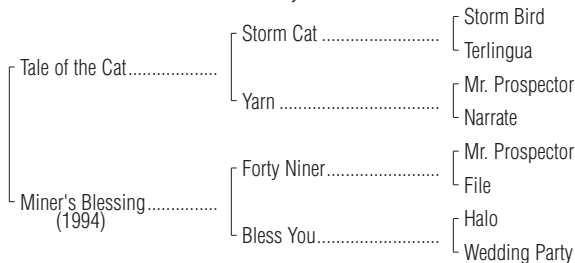 Storm Bird
Storm Cat ........................
Terlingua
Tale of the Cat..................
Mr. Prospector
Yarn .................................
Narrate
Mr. Prospector
Forty Niner.......................
File
Miner's Blessing..............
(1994)
Halo
Bless You.........................
Wedding Party